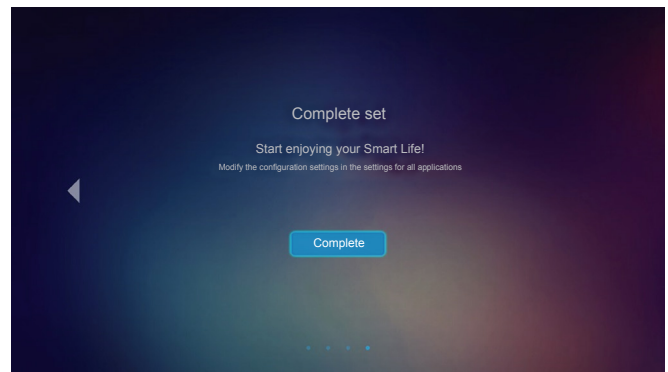 Complete set
Start enjoying your Smart Life!
Modify the configuration settings in the settings for all applications
Complete